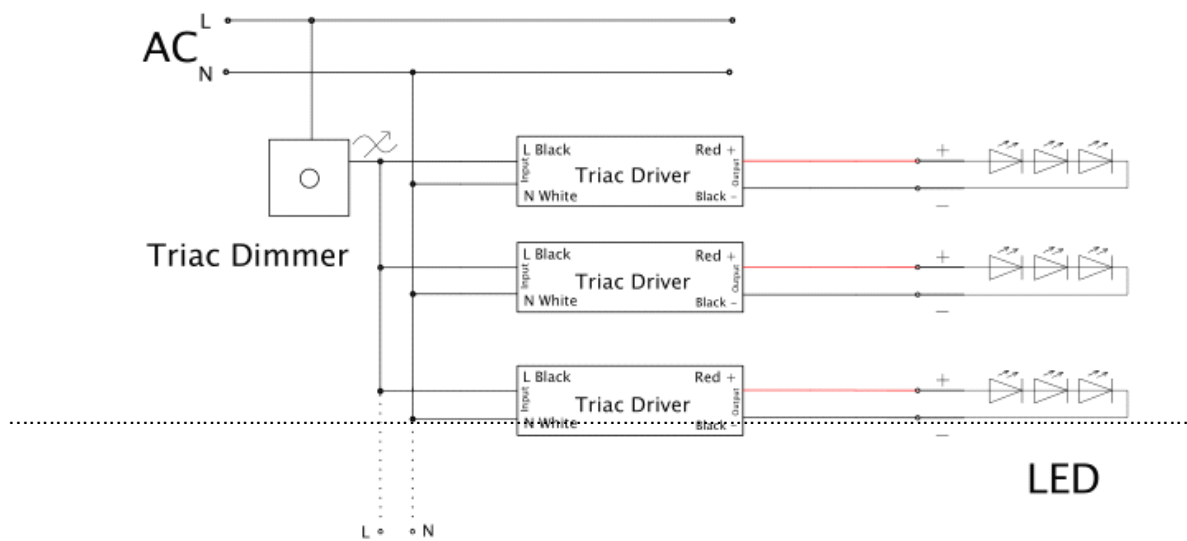 L
AC
N
L Black
Red +
Input
Triac Driver
Output
N White
Black -
Triac Dimmer
L Black
Red +
Input
Triac Driver
Output
N White
Black -
L Black
Red +
Input
Triac Driver
Output
N White
Black -
LED
L
N